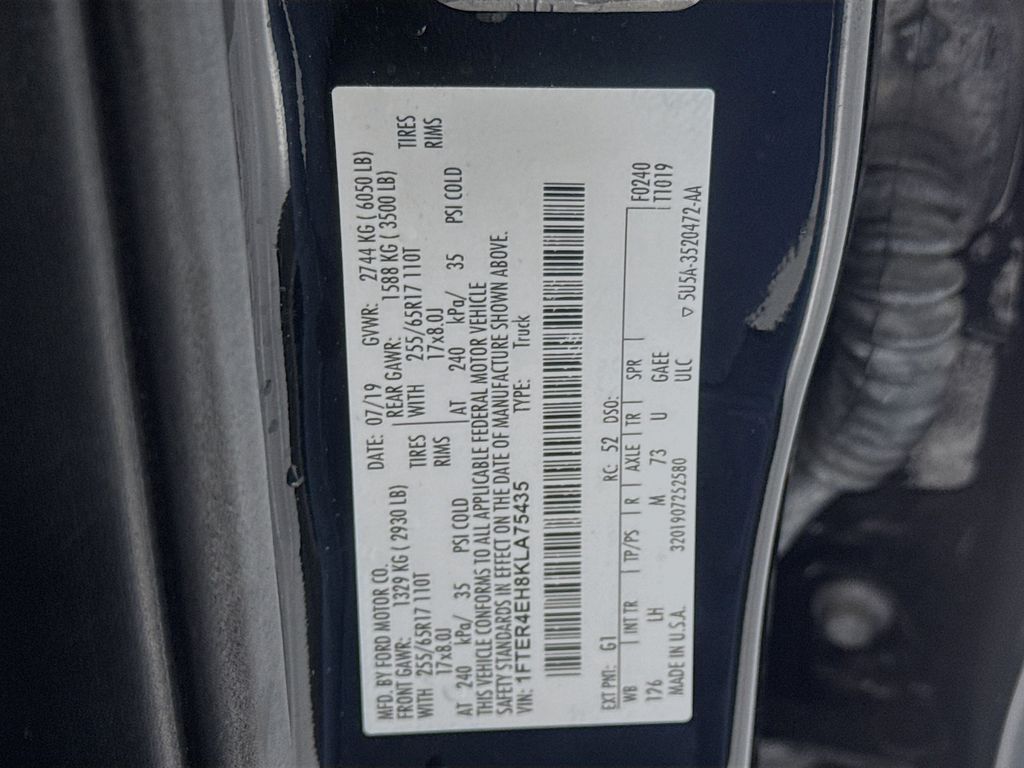 MFD. BY FORD MOTOR CO.
DATE: 07/19 GVWR: 2744 KG ( 6050 LB)
FRONT GAWR: 1329 KG ( 2930 LB) REAR GAWR: 1588 KG ( 3500 LB)
WITH 255/65R17 110T TIRES WITH 255/65R17 110T TIRES
17x8.0J RIMS 17x8.0J RIMS
AT 240 kPa/ 35 PSI COLD AT 240 kPa/ 35 PSI COLD
THIS VEHICLE CONFORMS TO ALL APPLICABLE FEDERAL MOTOR VEHICLE
SAFETY STANDARDS IN EFFECT ON THE DATE OF MANUFACTURE SHOWN ABOVE.
VIN: 1FTER4EH8KLA75435 TYPE: Truck
EXT PNT: G1 RC: 52 DSO: F0240
WB INT TR TP/PS R AXLE TR SPR TT019
126 LH M 73 U GAEE
ULC
MADE IN U.S.A. 3201907252580 5U5A-3520472-AA